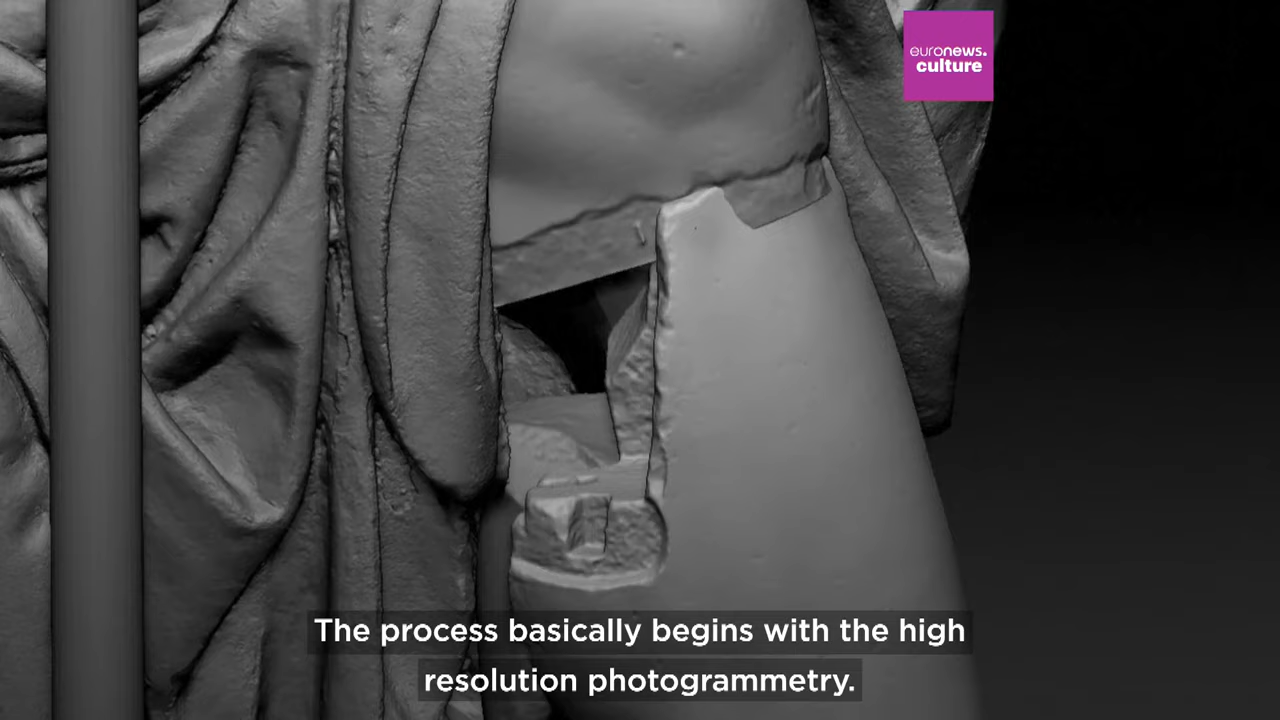 euronews.
culture
The process basically begins with the high
resolution photogrammetry.